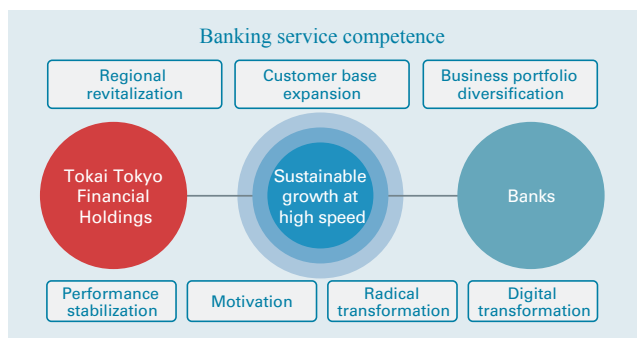 Banking service competence
Regional
revitalization
Customer base
expansion
Business portfolio
diversification
Tokai Tokyo
Financial
Holdings
Sustainable
growth at
high speed
Banks
Performance
stabilization
Motivation
Radical
transformation
Digital
transformation